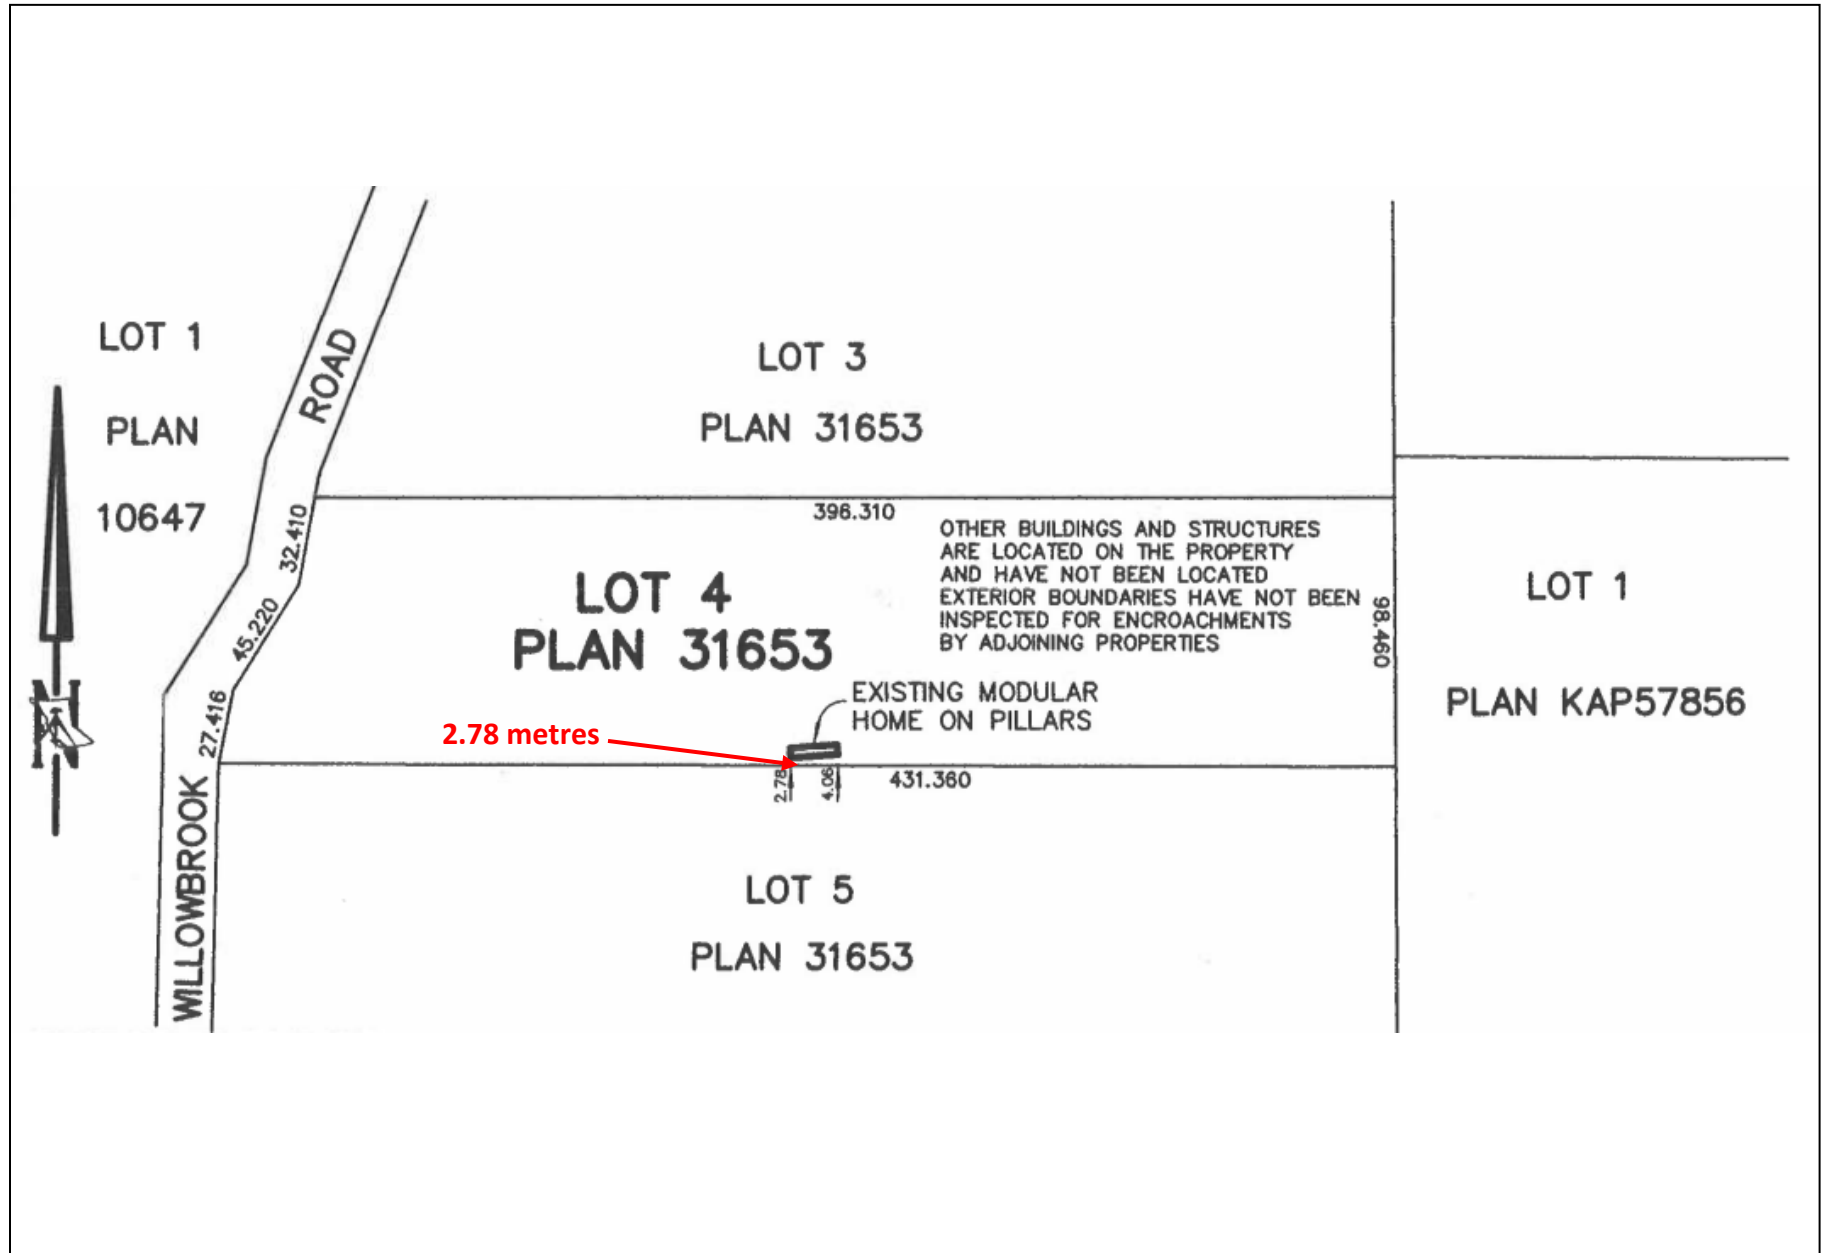 LOT 1
PLAN
10647
ROAD
LOT 3
PLAN 31653
396.310
OTHER BUILDINGS AND STRUCTURES
ARE LOCATED ON THE PROPERTY
AND HAVE NOT BEEN LOCATED
EXTERIOR BOUNDARIES HAVE NOT BEEN
INSPECTED FOR ENCROACHMENTS
BY ADJOINING PROPERTIES
32.410
45.220
27.416
LOT 4
PLAN 31653
98.460
LOT 1
PLAN KAP57856
EXISTING MODULAR
HOME ON PILLARS
2.78 metres
2.78
4.06
431.360
WILLOWBROOK
LOT 5
PLAN 31653